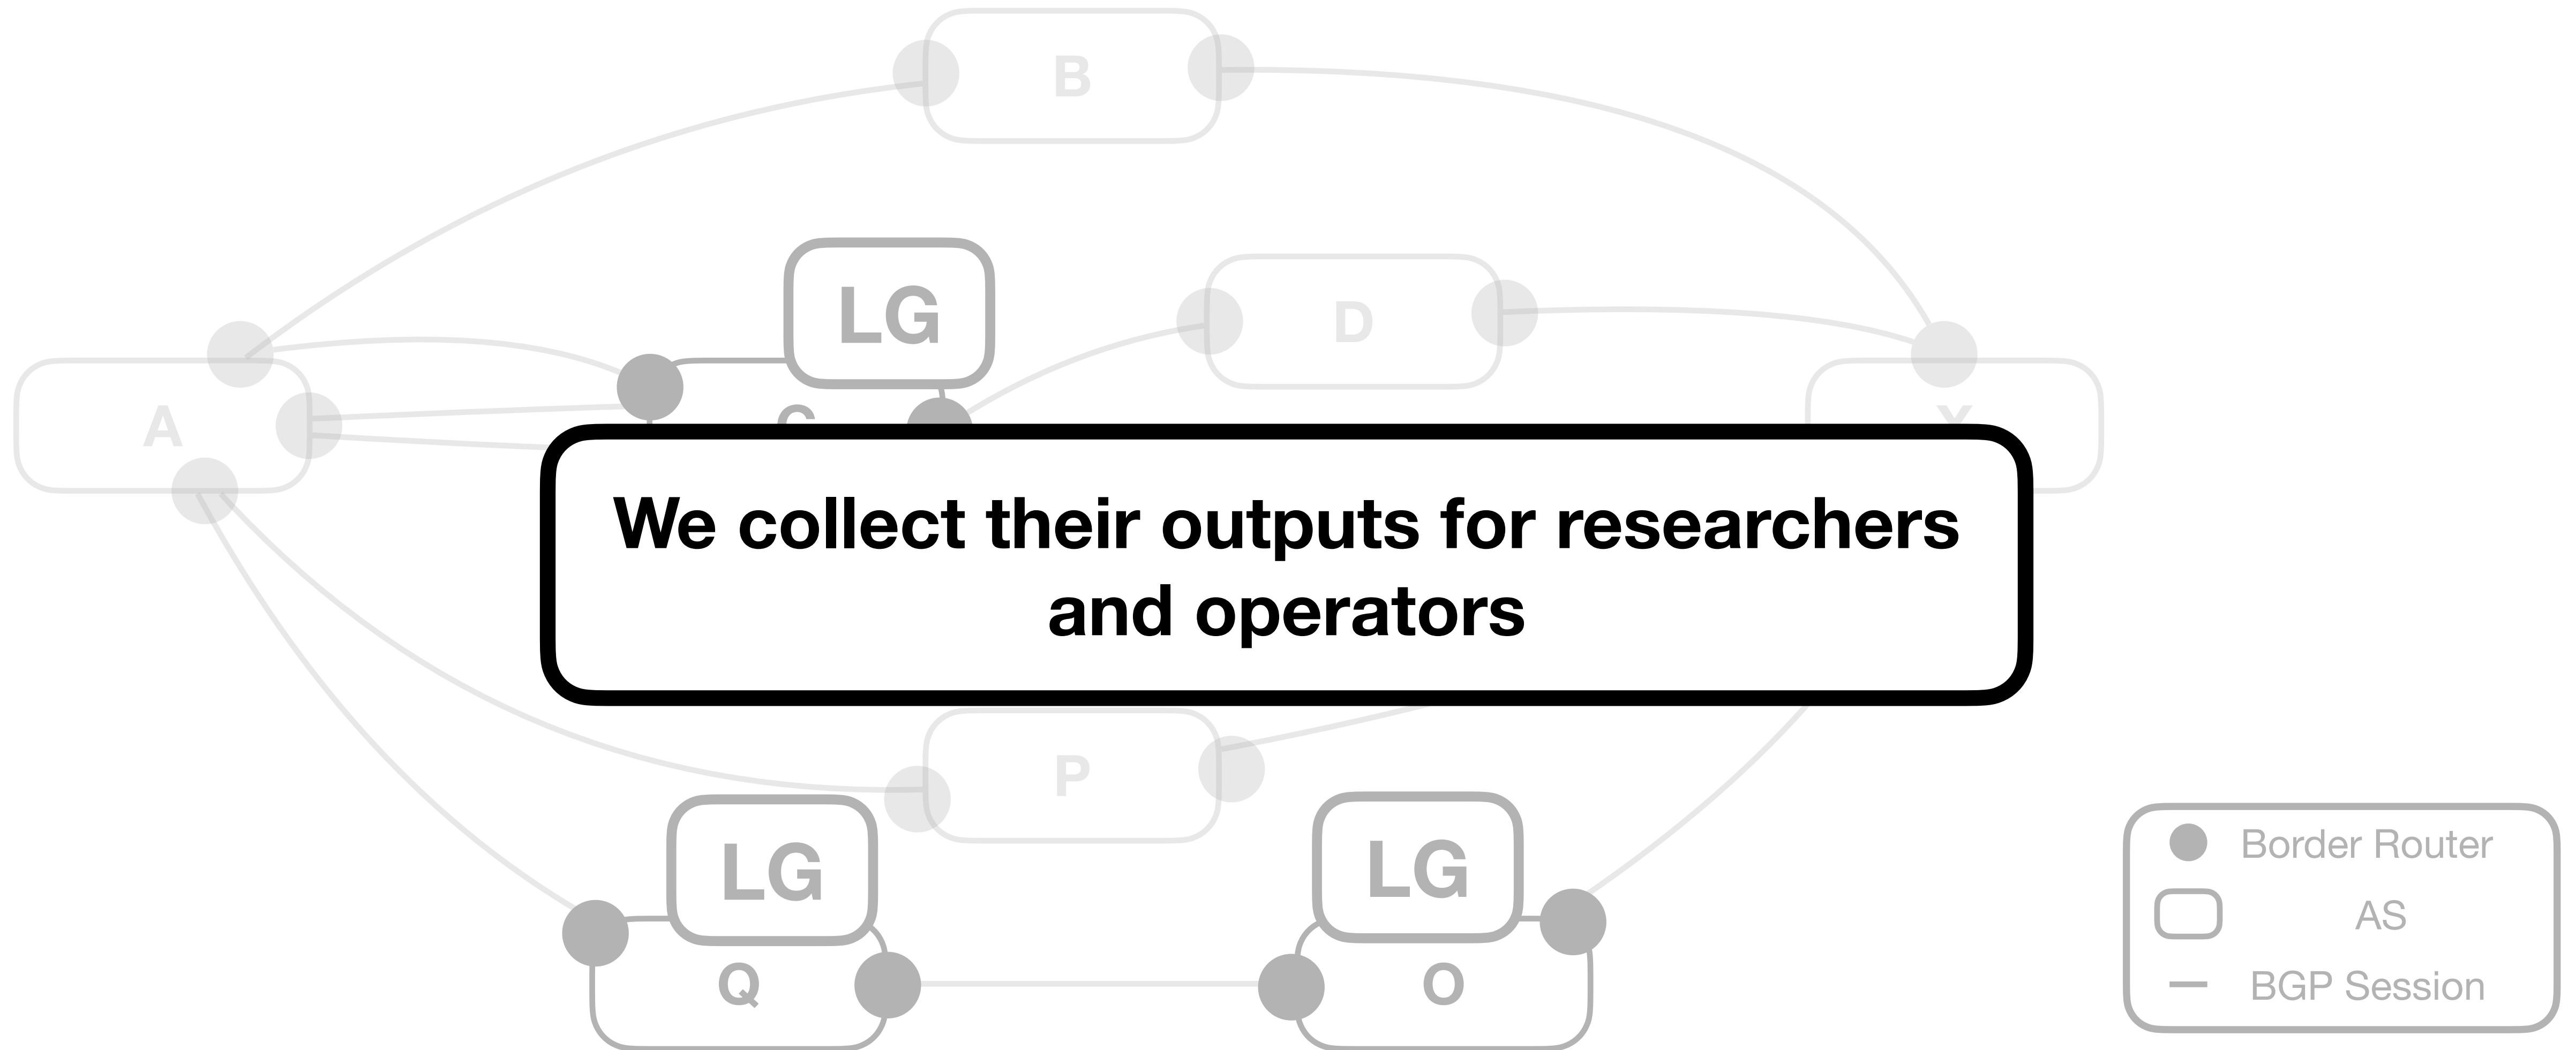 B
LG
D
A
C
X
We collect their outputs for researchers
and operators
P
LG
LG
Q
O
Border Router
AS
BGP Session